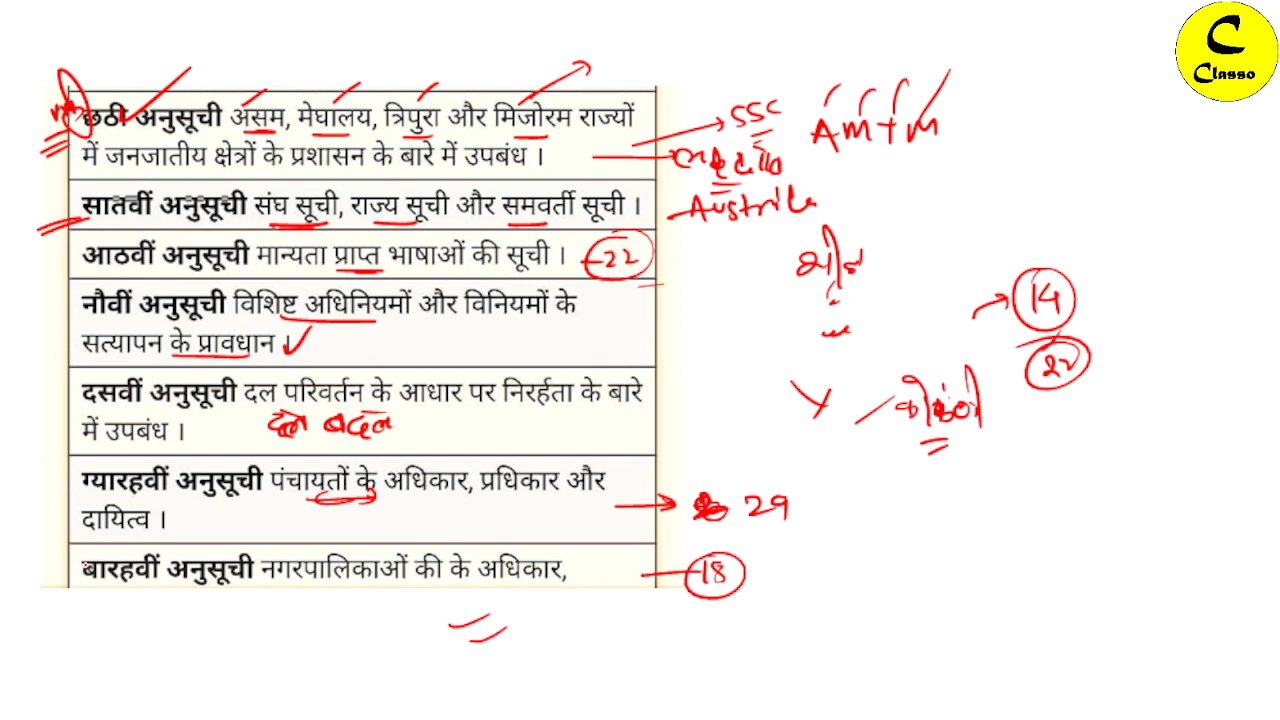 C
Classo
छठी अनुसूची असम, मेघालय, त्रिपुरा और मिजोरम राज्यों
में जनजातीय क्षेत्रों के प्रशासन के बारे में उपबंध ।
SSC
AMTM
सातवीं अनुसूची संघ सूची, राज्य सूची और समवर्ती सूची ।
आठवीं अनुसूची मान्यता प्राप्त भाषाओं की सूची ।
22
नौवीं अनुसूची विशिष्ट अधिनियमों और विनियमों के
सत्यापन के प्रावधान ।
14
22
दसवीं अनुसूची दल परिवर्तन के आधार पर निरर्हता के बारे
में उपबंध ।
दल बदल
ग्यारहवीं अनुसूची पंचायतों के अधिकार, प्रधिकार और
दायित्व ।
29
बारहवीं अनुसूची नगरपालिकाओं की के अधिकार,
18